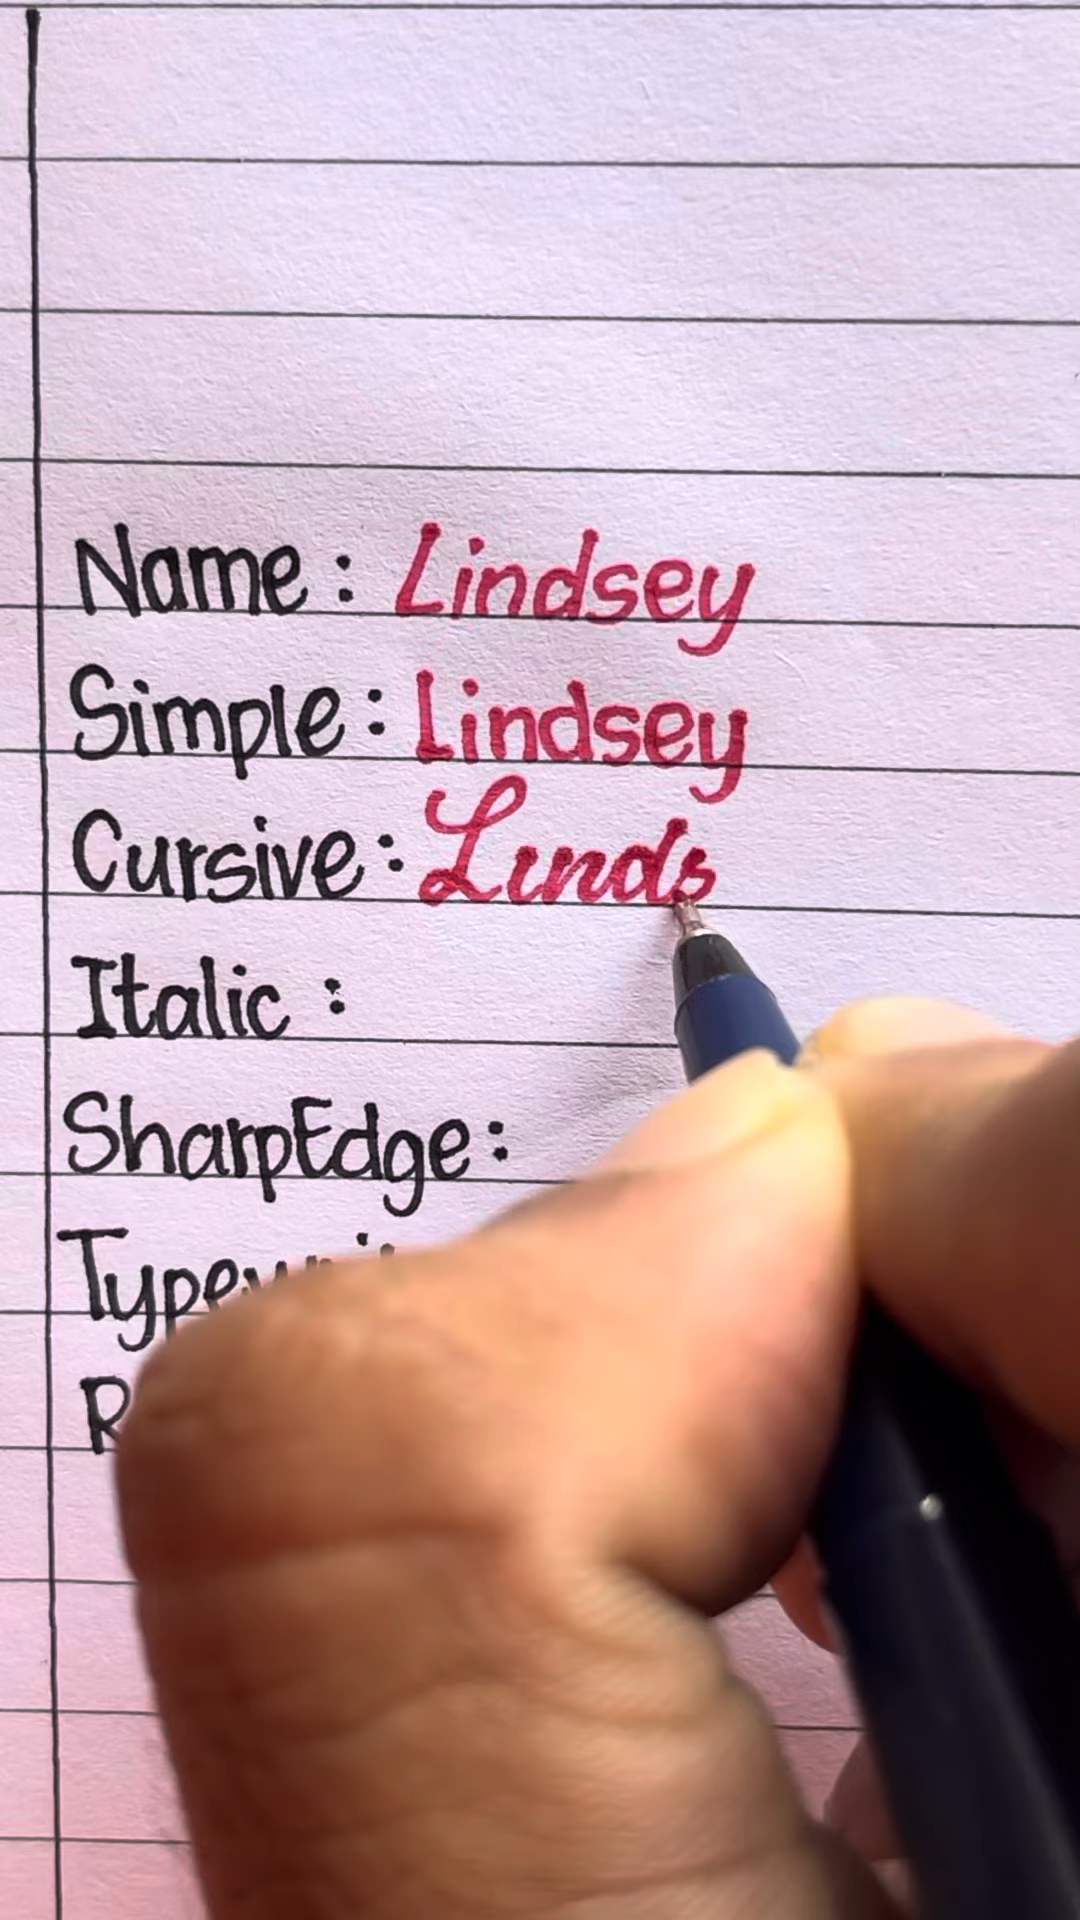 Name : Lindsey
Simple : Lindsey
Cursive : Linds
Italic :
SharpEdge :